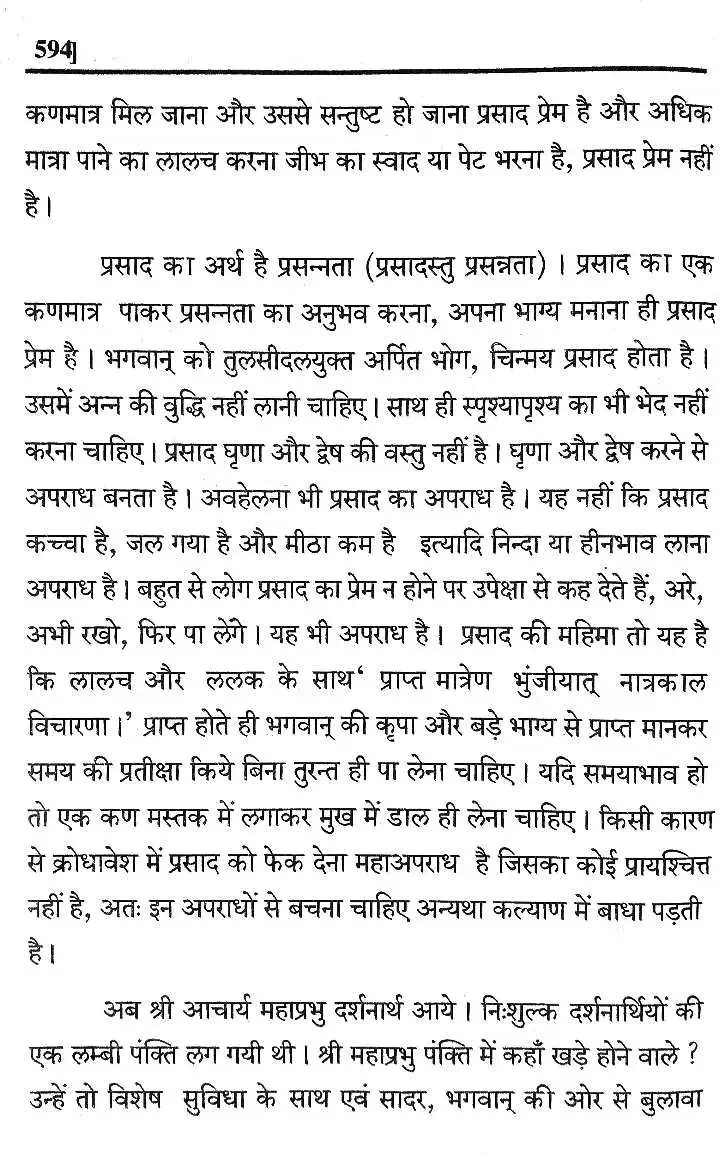 594]
कणमात्र मिल जाना और उससे सन्तुष्ट हो जाना प्रसाद प्रेम है और अधिक
मात्रा पाने का लालच करना जीभ का स्वाद या पेट भरना है, प्रसाद प्रेम नहीं
है।
प्रसाद का अर्थ है प्रसन्नता (प्रसादस्तु प्रसन्नता) । प्रसाद का एक
कणमात्र पाकर प्रसन्नता का अनुभव करना, अपना भाग्य मनाना ही प्रसाद
प्रेम है। भगवान् को तुलसीदलयुक्त अर्पित भोग, चिन्मय प्रसाद होता है।
उसमें अन्न की वुद्धि नहीं लानी चाहिए। साथ ही स्पृश्यापृश्य का भी भेद नहीं
करना चाहिए। प्रसाद घृणा और द्वेष की वस्तु नहीं है। घृणा और द्वेष करने से
अपराध बनता है। अवहेलना भी प्रसाद का अपराध है। यह नहीं कि प्रसाद
कच्चा है, जल गया है और मीठा कम है इत्यादि निन्दा या हीनभाव लाना
अपराध है। बहुत से लोग प्रसाद का प्रेम न होने पर उपेक्षा से कह देते हैं, अरे,
अभी रखो, फिर पा लेंगे। यह भी अपराध है। प्रसाद की महिमा तो यह है
कि लालच और ललक के साथ‘ प्राप्त मात्रेण भुंजीयात् नात्रकाल
विचारणा।’ प्राप्त होते ही भगवान् की कृपा और बड़े भाग्य से प्राप्त मानकर
समय की प्रतीक्षा किये बिना तुरन्त ही पा लेना चाहिए। यदि समयाभाव हो
तो एक कण मस्तक में लगाकर मुख में डाल ही लेना चाहिए। किसी कारण
से क्रोधावेश में प्रसाद को फेक देना महाअपराध है जिसका कोई प्रायश्चित्त
नहीं है, अतः इन अपराधों से बचना चाहिए अन्यथा कल्याण में बाधा पड़ती
है।
अब श्री आचार्य महाप्रभु दर्शनार्थ आये। निःशुल्क दर्शनार्थियों की
एक लम्बी पंक्ति लग गयी थी। श्री महाप्रभु पंक्ति में कहाँ खड़े होने वाले ?
उन्हें तो विशेष सुविधा के साथ एवं सादर, भगवान् की ओर से बुलावा